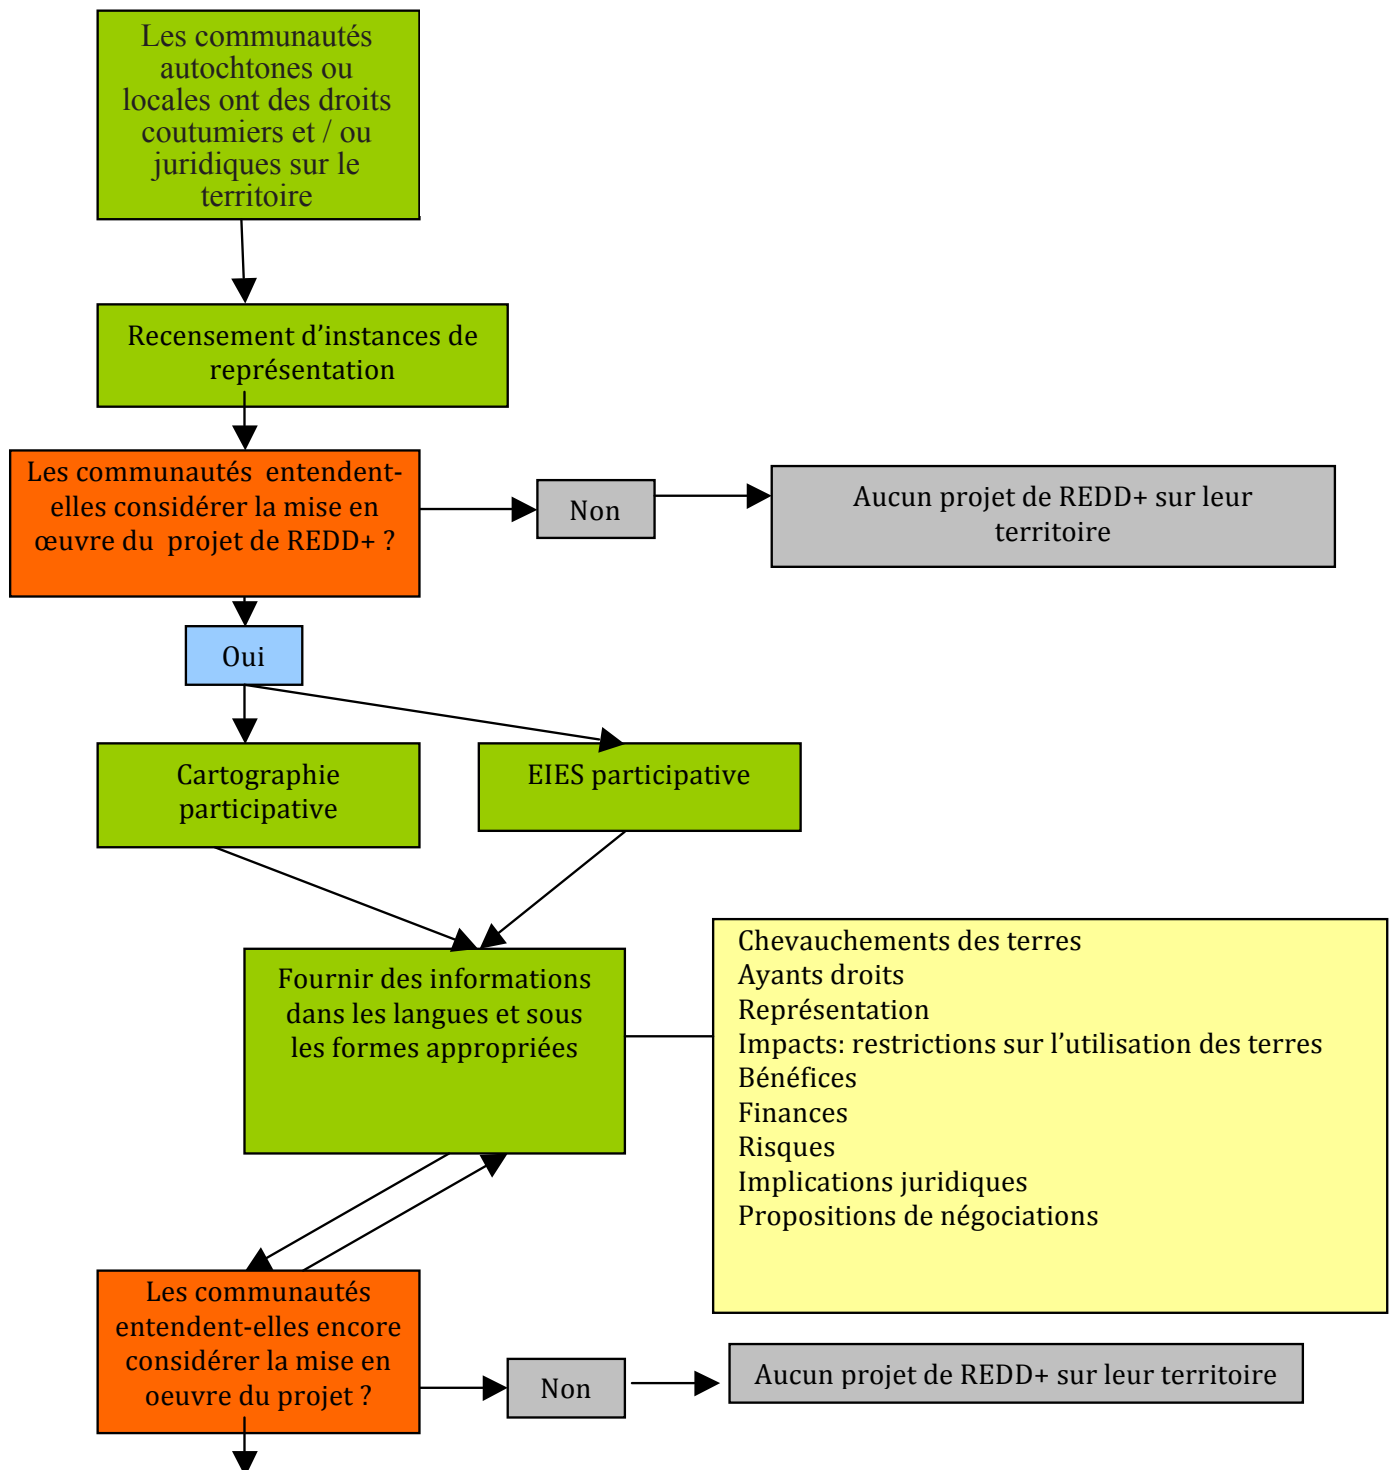 Les communautés
autochtones ou
locales ont des droits
coutumiers et / ou
juridiques sur le
territoire
Recensement d’instances de
représentation
Les communautés  entendent-
elles considérer la mise en
œuvre du  projet de REDD+ ?
Non
Aucun projet de REDD+ sur leur
territoire
Oui
Cartographie
participative
EIES participative
Fournir des informations
dans les langues et sous
les formes appropriées
Chevauchements des terres
Ayants droits
Représentation
Impacts: restrictions sur l’utilisation des terres
Bénéfices
Finances
Risques
Implications juridiques
Propositions de négociations
Les communautés
entendent-elles encore
considérer la mise en
oeuvre du projet ?
Non
Aucun projet de REDD+ sur leur territoire